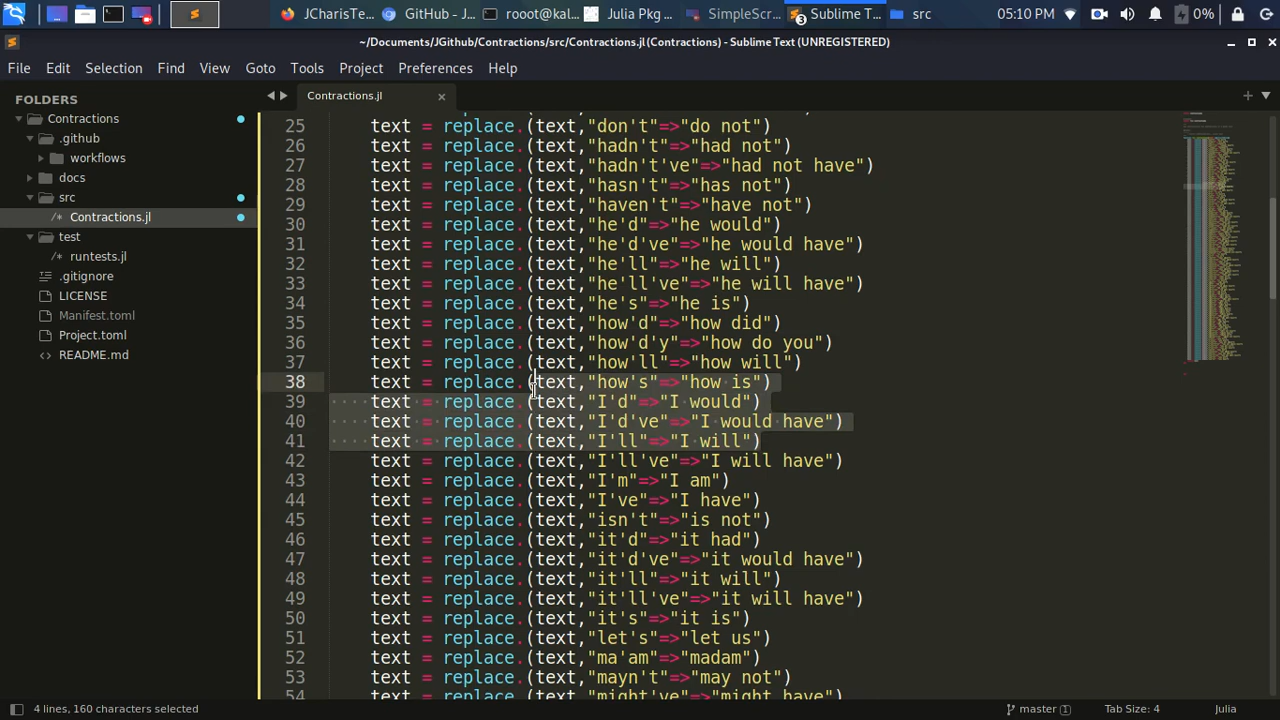 JCharisTe...
GitHub - J...
rooot@kal...
Julia Pkg ...
SimpleScr...
3
Sublime T...
src
05:10 PM
0%
~/Documents/JGithub/Contractions/src/Contractions.jl (Contractions) - Sublime Text (UNREGISTERED)
File Edit Selection Find View Goto Tools Project Preferences Help
FOLDERS
Contractions
.github
workflows
docs
src
/* Contractions.jl
test
/* runtests.jl
.gitignore
LICENSE
Manifest.toml
Project.toml
README.md
Contractions.jl
25 text = replace.(text,"don't"=>"do not")
26 text = replace.(text,"hadn't"=>"had not")
27 text = replace.(text,"hadn't've"=>"had not have")
28 text = replace.(text,"hasn't"=>"has not")
29 text = replace.(text,"haven't"=>"have not")
30 text = replace.(text,"he'd"=>"he would")
31 text = replace.(text,"he'd've"=>"he would have")
32 text = replace.(text,"he'll"=>"he will")
33 text = replace.(text,"he'll've"=>"he will have")
34 text = replace.(text,"he's"=>"he is")
35 text = replace.(text,"how'd"=>"how did")
36 text = replace.(text,"how'd'y"=>"how do you")
37 text = replace.(text,"how'll"=>"how will")
38 text = replace.(text,"how's"=>"how is")
39 text = replace.(text,"I'd"=>"I would")
40 text = replace.(text,"I'd've"=>"I would have")
41 text = replace.(text,"I'll"=>"I will")
42 text = replace.(text,"I'll've"=>"I will have")
43 text = replace.(text,"I'm"=>"I am")
44 text = replace.(text,"I've"=>"I have")
45 text = replace.(text,"isn't"=>"is not")
46 text = replace.(text,"it'd"=>"it had")
47 text = replace.(text,"it'd've"=>"it would have")
48 text = replace.(text,"it'll"=>"it will")
49 text = replace.(text,"it'll've"=>"it will have")
50 text = replace.(text,"it's"=>"it is")
51 text = replace.(text,"let's"=>"let us")
52 text = replace.(text,"ma'am"=>"madam")
53 text = replace.(text,"mayn't"=>"may not")
54 text = replace.(text,"might've"=>"might have")
4 lines, 160 characters selected
master 1
Tab Size: 4
Julia